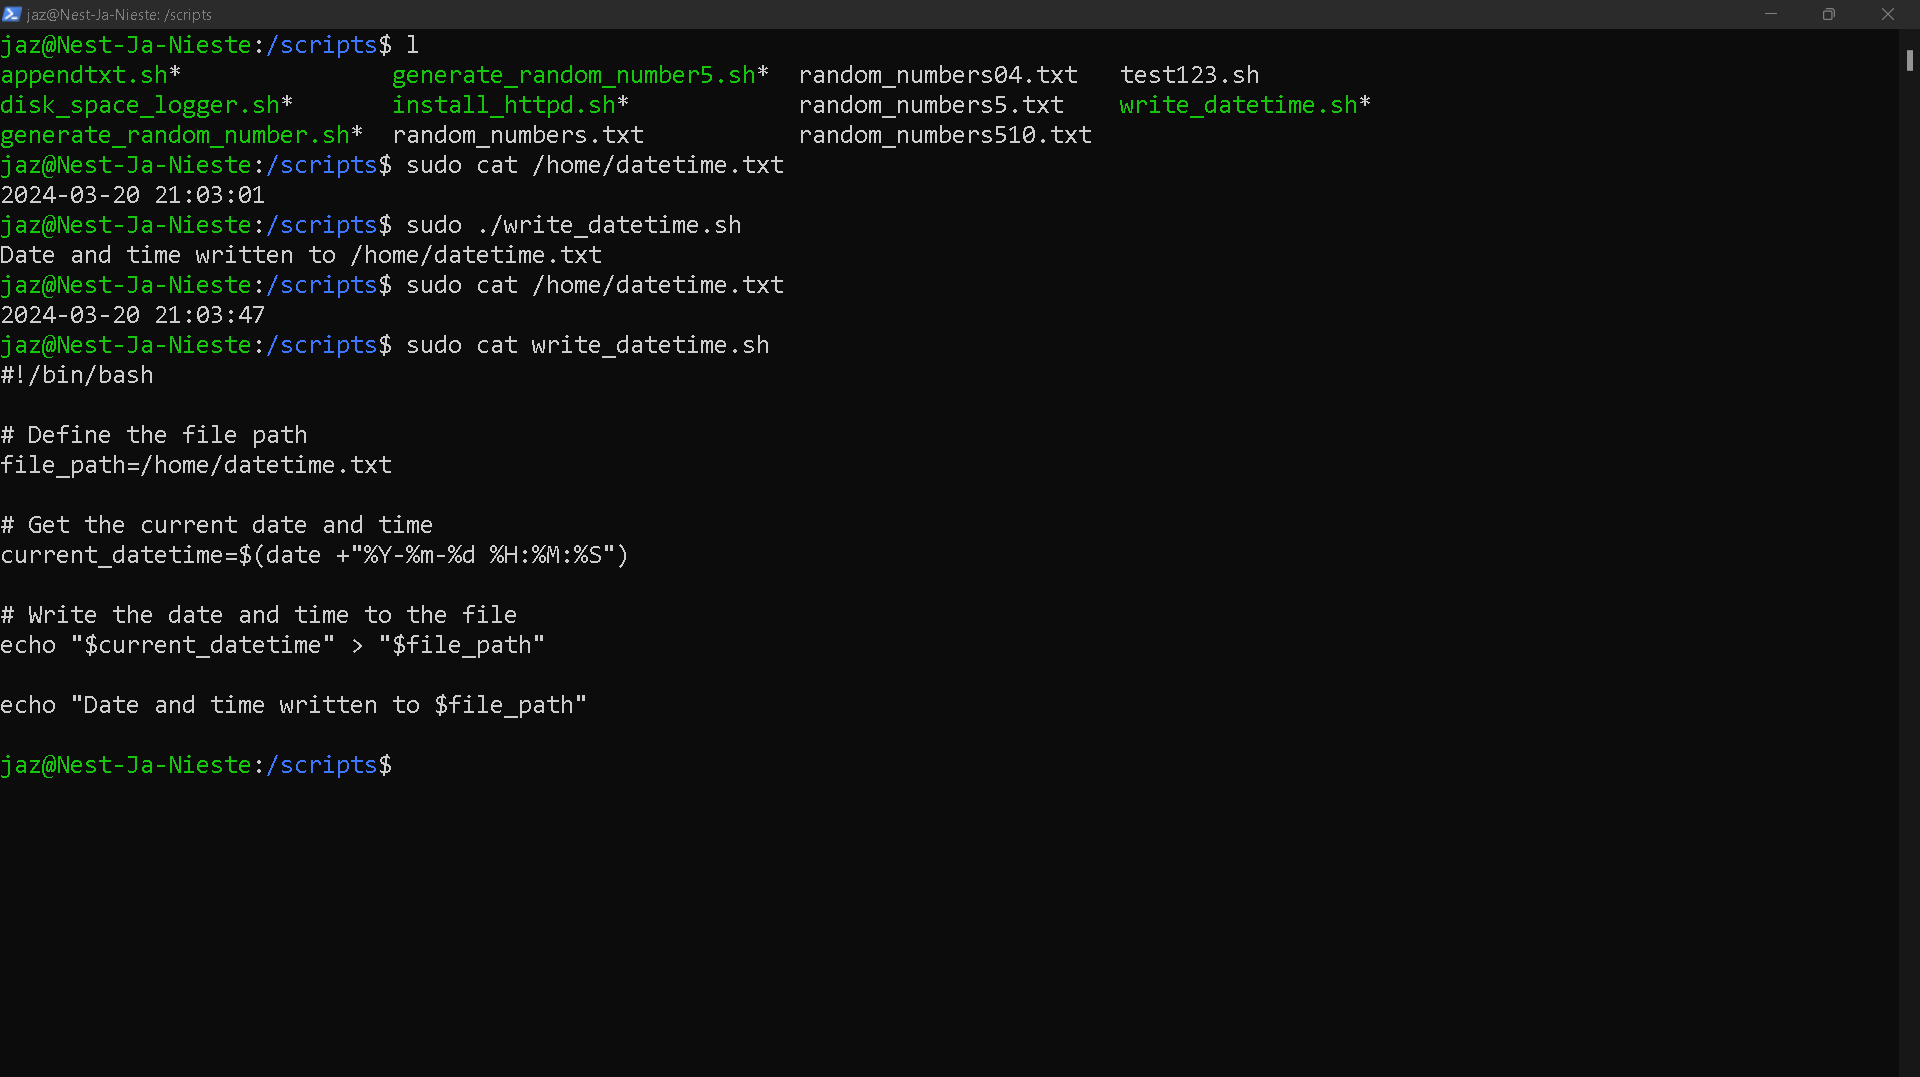 jaz@Nest-Ja-Nieste: /scripts
jaz@Nest-Ja-Nieste:/scripts$ l
appendtxt.sh* generate_random_number5.sh* random_numbers04.txt test123.sh
disk_space_logger.sh* install_httpd.sh* random_numbers5.txt write_datetime.sh*
generate_random_number.sh* random_numbers.txt random_numbers510.txt
jaz@Nest-Ja-Nieste:/scripts$ sudo cat /home/datetime.txt
2024-03-20 21:03:01
jaz@Nest-Ja-Nieste:/scripts$ sudo ./write_datetime.sh
Date and time written to /home/datetime.txt
jaz@Nest-Ja-Nieste:/scripts$ sudo cat /home/datetime.txt
2024-03-20 21:03:47
jaz@Nest-Ja-Nieste:/scripts$ sudo cat write_datetime.sh
#!/bin/bash
# Define the file path
file_path=/home/datetime.txt
# Get the current date and time
current_datetime=$(date +"%Y-%m-%d %H:%M:%S")
# Write the date and time to the file
echo "$current_datetime" > "$file_path"
echo "Date and time written to $file_path"
jaz@Nest-Ja-Nieste:/scripts$